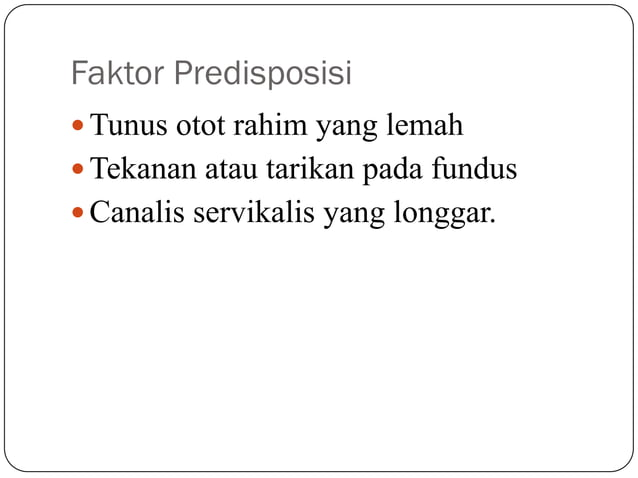 Faktor Predisposisi
• Tunus otot rahim yang lemah
• Tekanan atau tarikan pada fundus
• Canalis servikalis yang longgar.